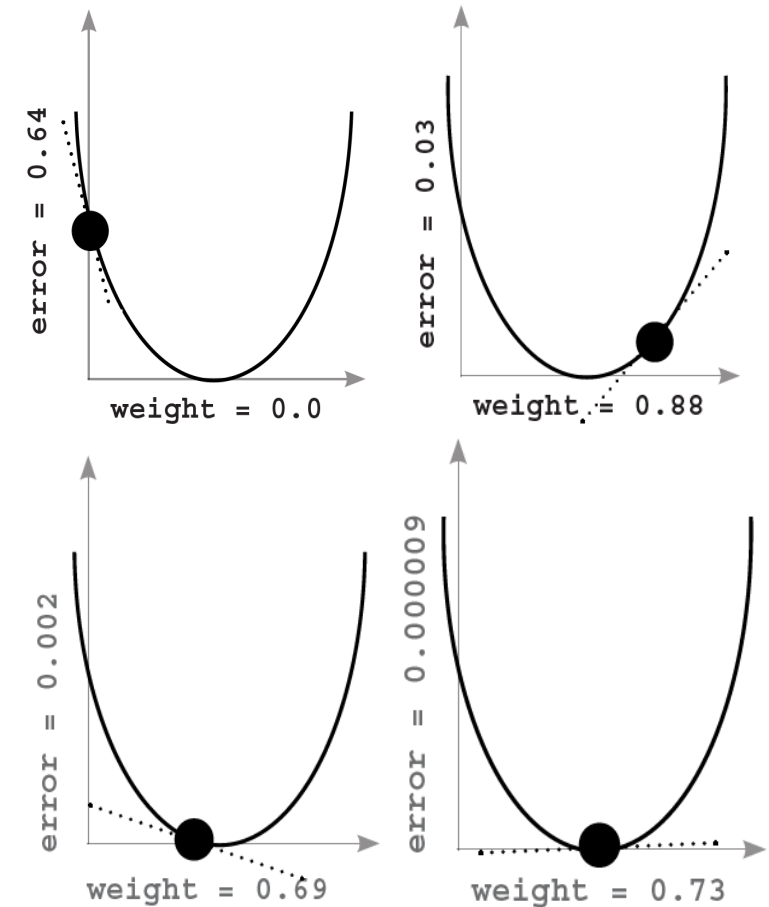 error = 0.64
weight = 0.0
error = 0.03
weight = 0.88
error = 0.002
weight = 0.69
error = 0.000009
weight = 0.73